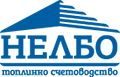 НЕЛБО
топлинно счетоводство